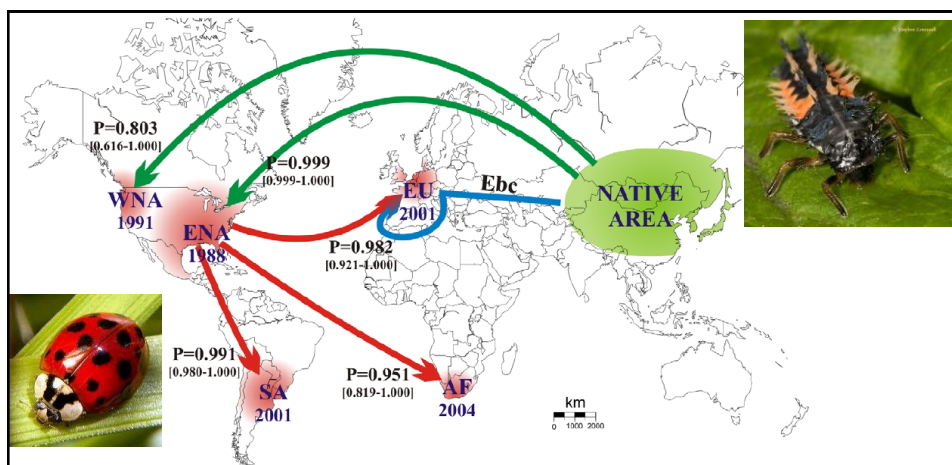 P=0.803
[0.616-1.000]
WNA
1991
P=0.999
[0.999-1.000]
ENA
1988
EU
2001
Ebc
NATIVE
AREA
P=0.982
[0.921-1.000]
P=0.991
[0.980-1.000]
SA
2001
P=0.951
[0.819-1.000]
AF
2004
km
0 1000 2000